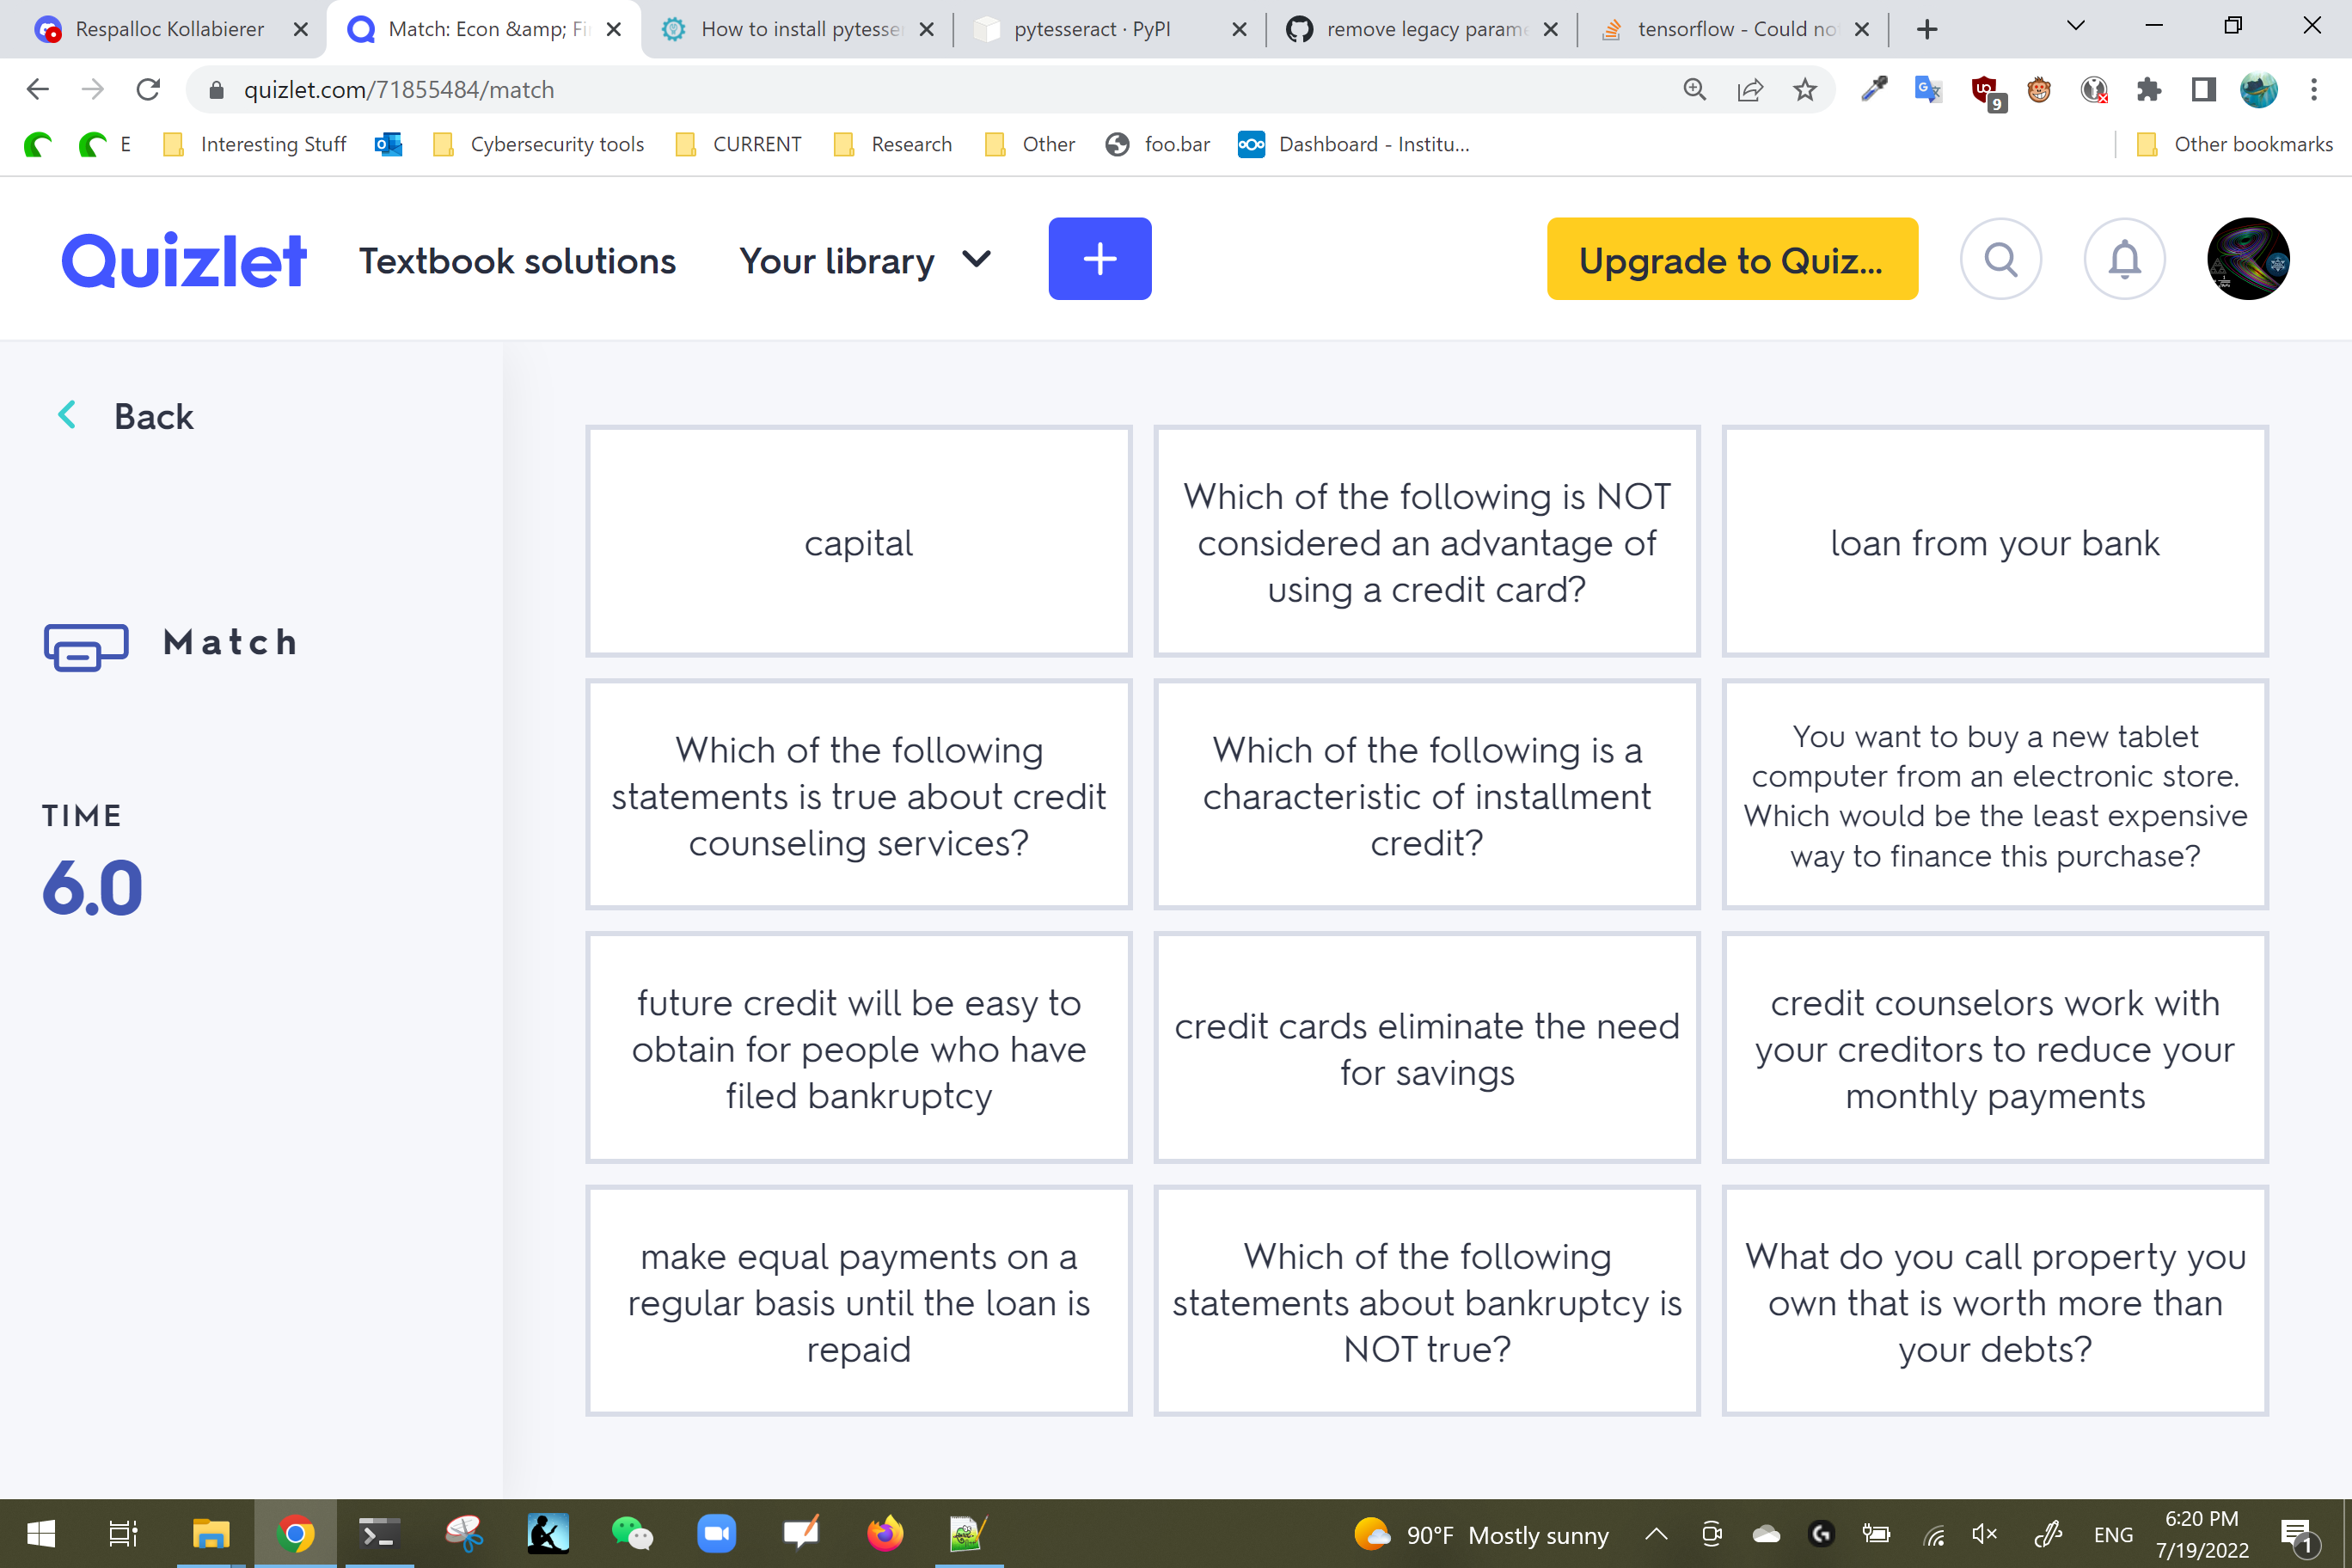 Respalloc Kollabierer
Match: Econ &amp; Fi
How to install pytesse
pytesseract · PyPI
remove legacy param
tensorflow - Could no
quizlet.com/71855484/match
9
E
Interesting Stuff
Cybersecurity tools
CURRENT
Research
Other
foo.bar
Dashboard - Institu...
Other bookmarks
Quizlet
Textbook solutions
Your library
+
Upgrade to Quiz...
Back
Match
TIME
6.0
capital
Which of the following is NOT
considered an advantage of
using a credit card?
loan from your bank
Which of the following
statements is true about credit
counseling services?
Which of the following is a
characteristic of installment
credit?
You want to buy a new tablet
computer from an electronic store.
Which would be the least expensive
way to finance this purchase?
future credit will be easy to
obtain for people who have
filed bankruptcy
credit cards eliminate the need
for savings
credit counselors work with
your creditors to reduce your
monthly payments
make equal payments on a
regular basis until the loan is
repaid
Which of the following
statements about bankruptcy is
NOT true?
What do you call property you
own that is worth more than
your debts?
90°F Mostly sunny
ENG
6:20 PM
7/19/2022
1